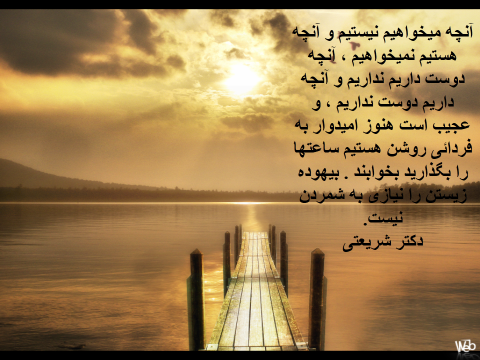 آنچه میخواهیم نیستیم و آنچه
هستیم نمیخواهیم ، آنچه
دوست داریم نداریم و آنچه
داریم دوست نداریم ، و
عجیب است هنوز امیدوار به
فردائی روشن هستیم ساعتها
را بگذارید بخوابند . بیهوده
زیستن را نیازی به شمردن
نیست.
دکتر شریعتی